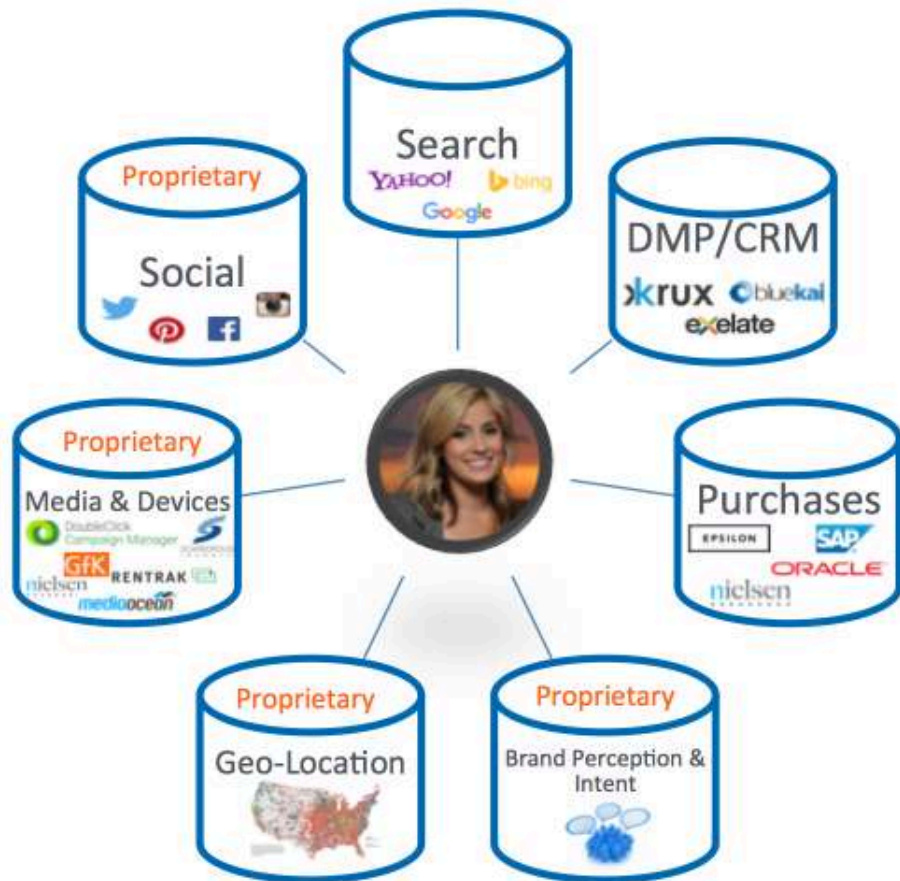 Search
YAHOO!
bing
Google
Proprietary
Social
DMP/CRM
krux
bluekai
exelate
Proprietary
Media & Devices
DoubleClick
Campaign Manager
GfK
RENTRAK
nielsen
mediaocean
Purchases
EPSILON
SAP
ORACLE
nielsen
Proprietary
Geo-Location
Proprietary
Brand Perception &
Intent